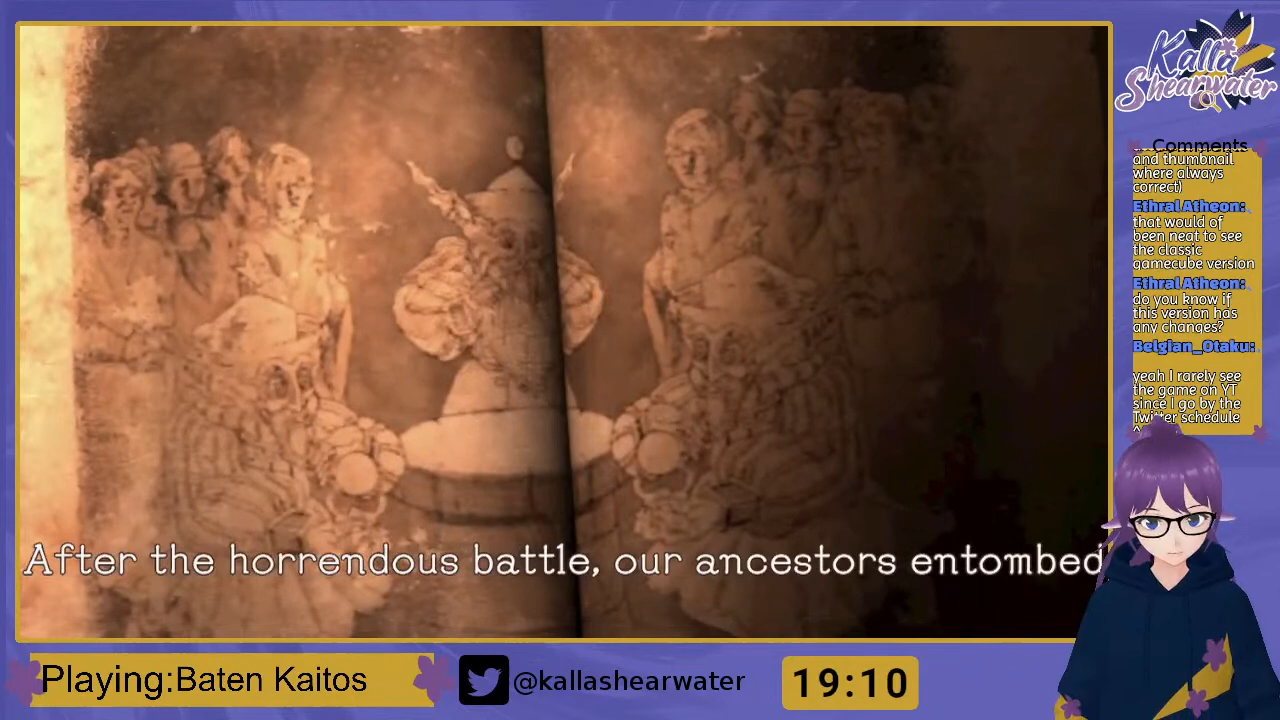 Kalla
Shearwater
Comments
and thumbnail
where always
correct)
Ethral Atheon:
that would of
been neat to see
the classic
gamecube version
Ethral Atheon:
do you know if
this version has
any changes?
Belgian_Otaku:
yeah I rarely see
the game on YT
since I go by the
Twitter schedule
^
After the horrendous battle, our ancestors entombed
Playing:Baten Kaitos
@kallashearwater
19:10